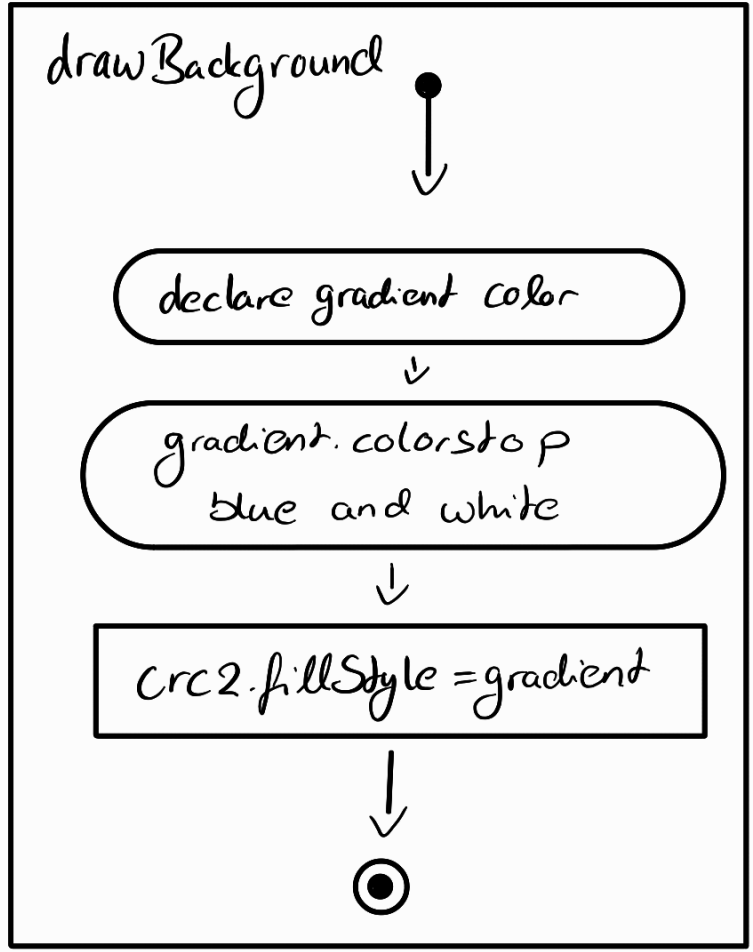 drawBackground
declare gradient color
gradient.colorstop
blue and white
crc2.fillStyle = gradient